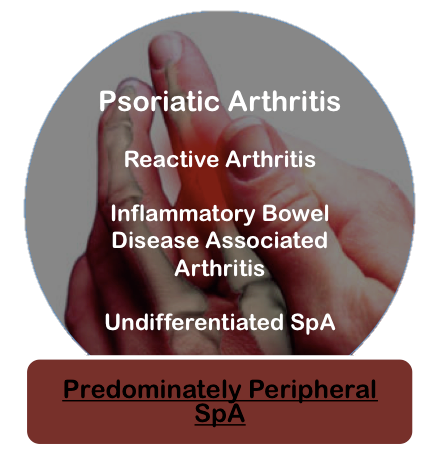 Psoriatic Arthritis
Reactive Arthritis
Inflammatory Bowel
Disease Associated
Arthritis
Undifferentiated SpA
Predominately Peripheral
SpA